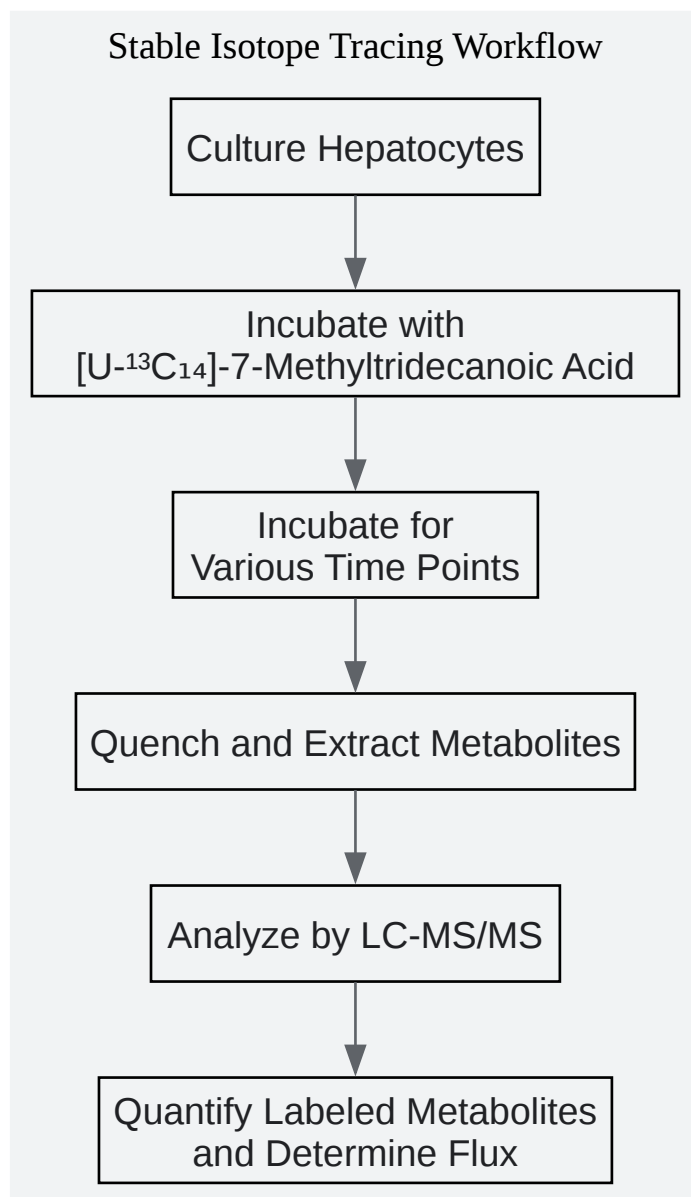 Stable Isotope Tracing Workflow
Culture Hepatocytes
Incubate with
[U-¹³C₁₄]-7-Methyltridecanoic Acid
Incubate for
Various Time Points
Quench and Extract Metabolites
Analyze by LC-MS/MS
Quantify Labeled Metabolites
and Determine Flux